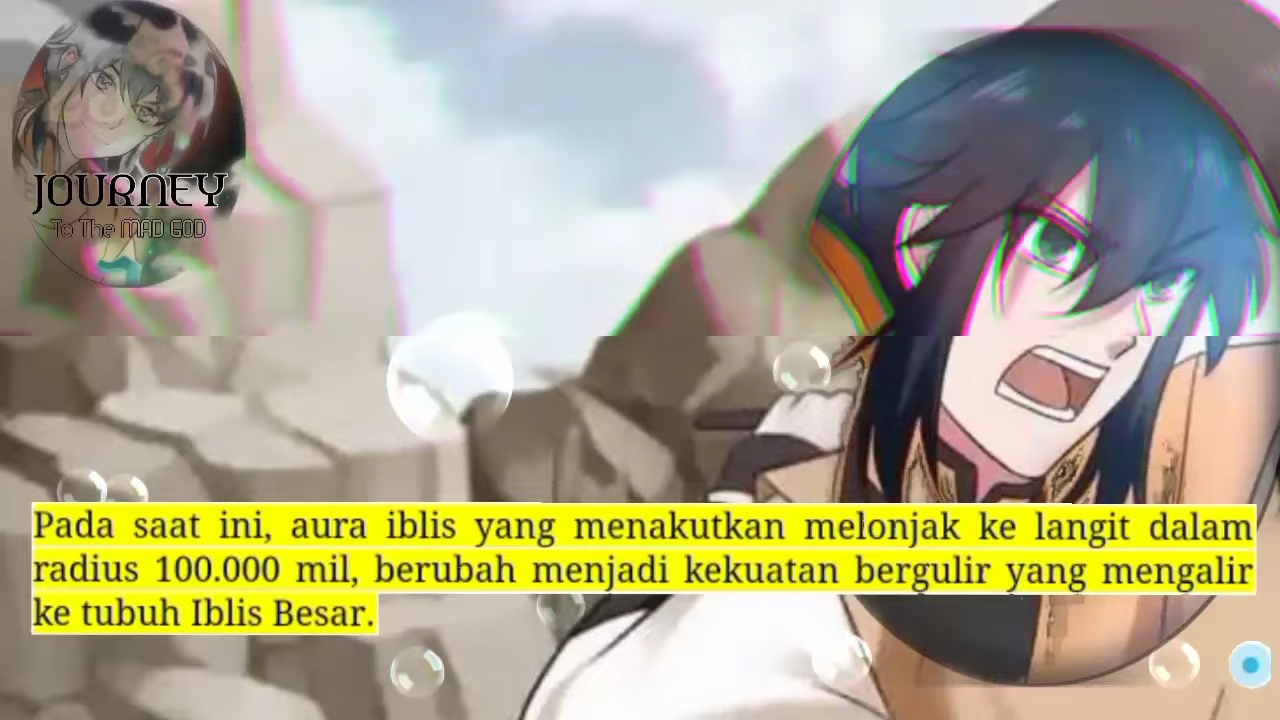 JOURNEY
To The MAD GOD
Pada saat ini, aura iblis yang menakutkan melonjak ke langit dalam
radius 100.000 mil, berubah menjadi kekuatan bergulir yang mengalir
ke tubuh Iblis Besar.